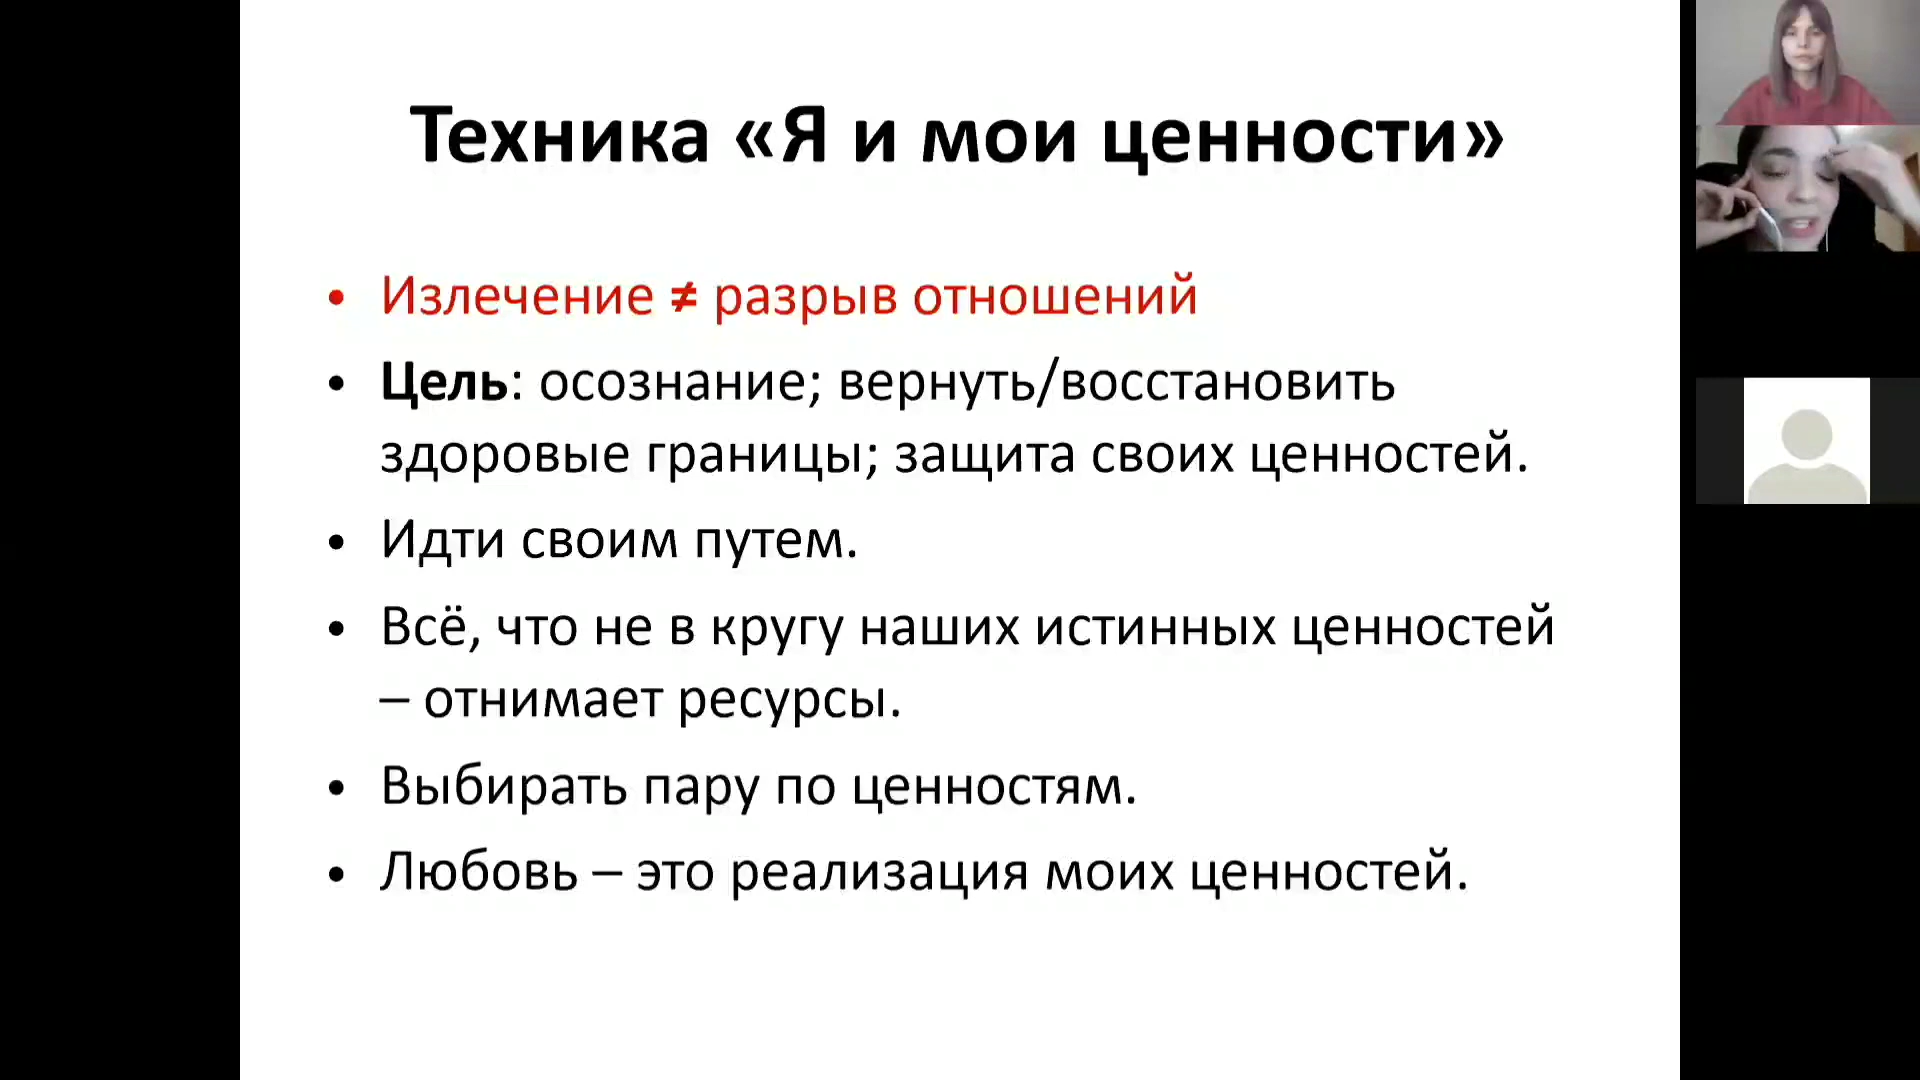 Техника «Я и мои ценности»
• Излечение ≠ разрыв отношений
• Цель: осознание; вернуть/восстановить
здоровые границы; защита своих ценностей.
• Идти своим путем.
• Всё, что не в кругу наших истинных ценностей
– отнимает ресурсы.
• Выбирать пару по ценностям.
• Любовь – это реализация моих ценностей.